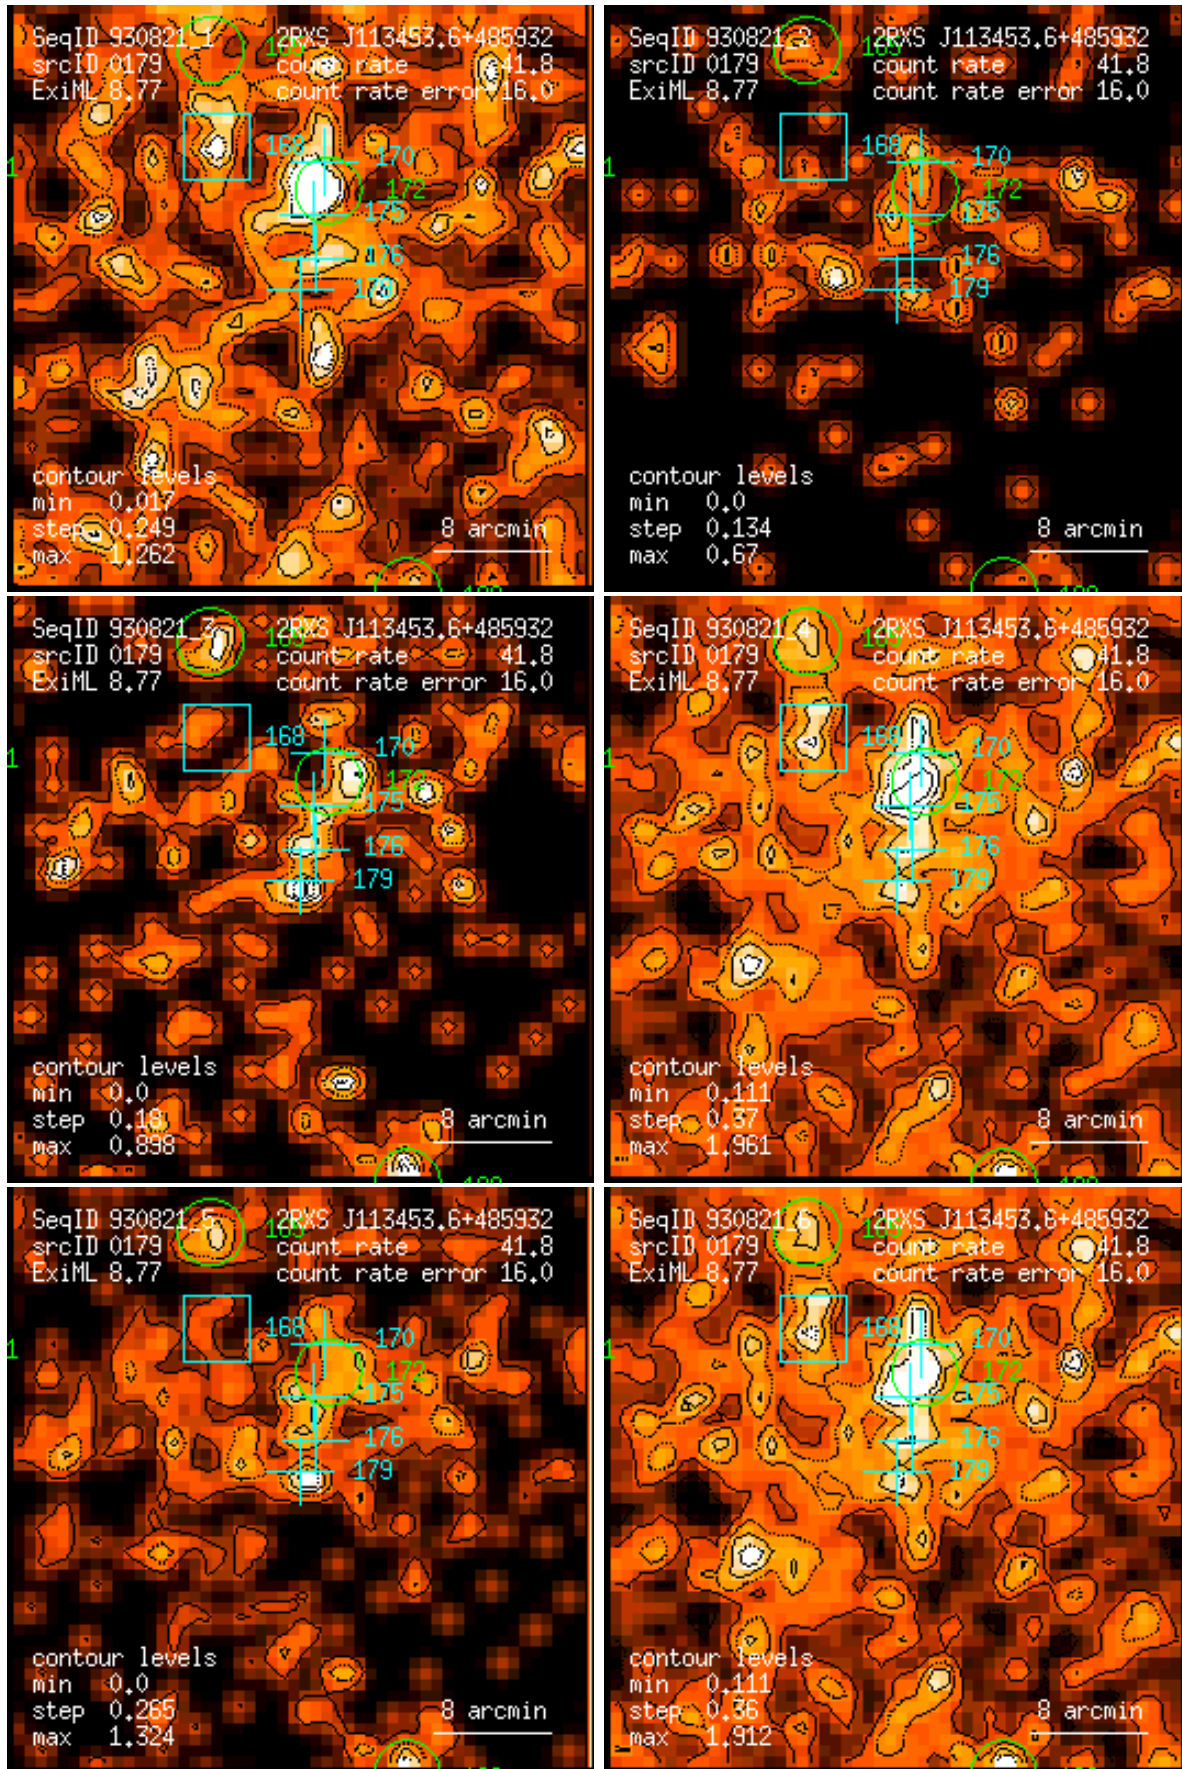 SeqID 930821_1 2RXS J113453.6+485932
srcID 0179 count rate 41.8
ExiML 8.77 count rate error 16.0
168 170
1 172
175
176
179
contour levels
min 0.017
step 0.249 8 arcmin
max 1.262
SeqID 930821_2 2RXS J113453.6+485932
srcID 0179 count rate 41.8
ExiML 8.77 count rate error 16.0
168 170
1 172
175
176
179
contour levels
min 0.0
step 0.134 8 arcmin
max 0.67
SeqID 930821_3 2RXS J113453.6+485932
srcID 0179 count rate 41.8
ExiML 8.77 count rate error 16.0
168 170
1 172
175
176
179
contour levels
min 0.0
step 0.18 8 arcmin
max 0.898
SeqID 930821_4 2RXS J113453.6+485932
srcID 0179 count rate 41.8
ExiML 8.77 count rate error 16.0
168 170
1 172
175
176
179
contour levels
min 0.111
step 0.37 8 arcmin
max 1.961
SeqID 930821_5 2RXS J113453.6+485932
srcID 0179 count rate 41.8
ExiML 8.77 count rate error 16.0
168 170
1 172
175
176
179
contour levels
min 0.0
step 0.265 8 arcmin
max 1.324
SeqID 930821_6 2RXS J113453.6+485932
srcID 0179 count rate 41.8
ExiML 8.77 count rate error 16.0
168 170
1 172
175
176
179
contour levels
min 0.111
step 0.36 8 arcmin
max 1.912